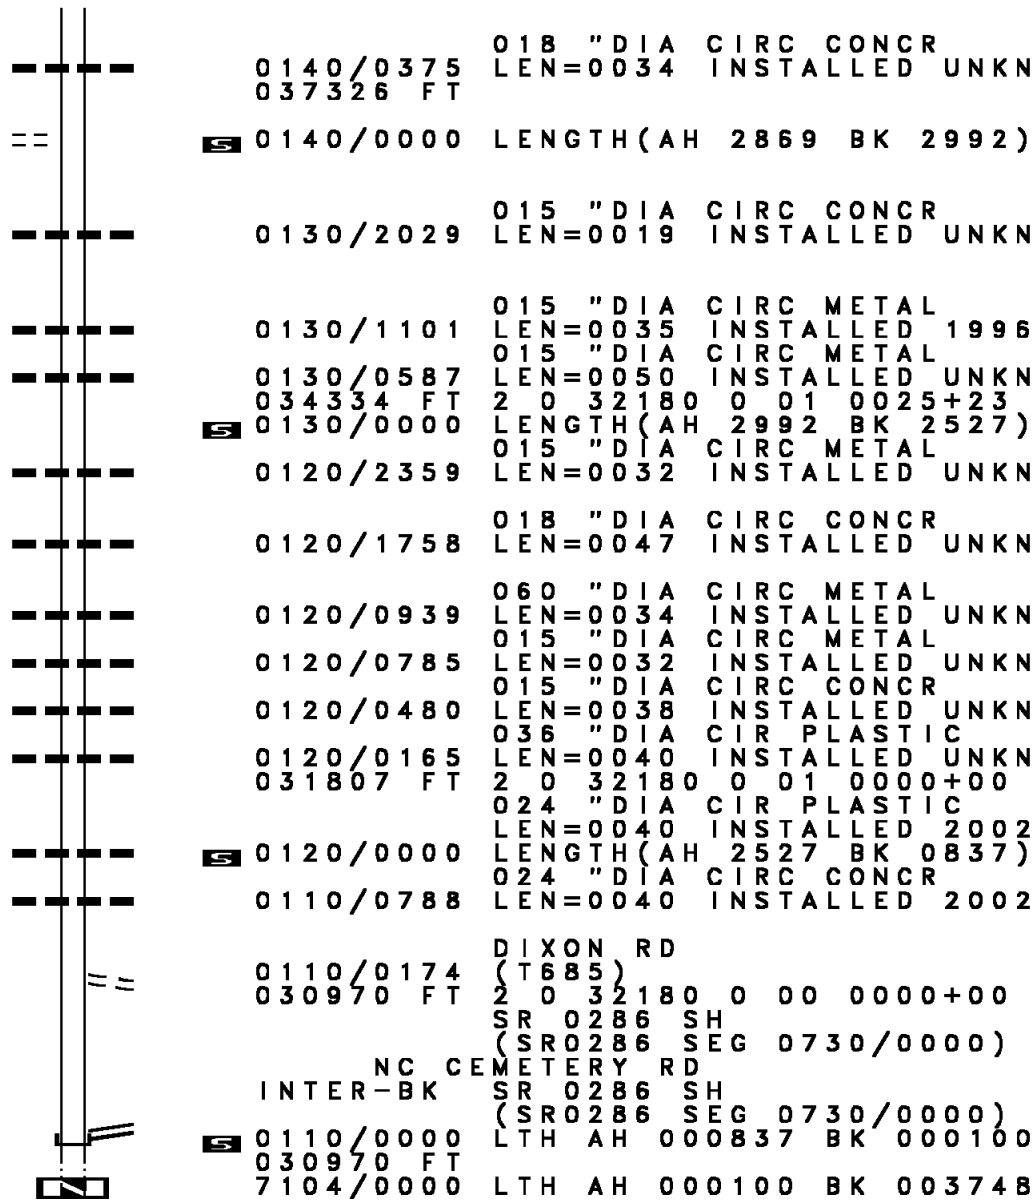 018 "DIA CIRC CONCR
0140/0375 LEN=0034 INSTALLED UNKN
037326 FT
S 0140/0000 LENGTH(AH 2869 BK 2992)
015 "DIA CIRC CONCR
0130/2029 LEN=0019 INSTALLED UNKN
015 "DIA CIRC METAL
0130/1101 LEN=0035 INSTALLED 1996
015 "DIA CIRC METAL
0130/0587 LEN=0050 INSTALLED UNKN
034334 FT 2 0 32180 0 01 0025+23
S 0130/0000 LENGTH(AH 2992 BK 2527)
015 "DIA CIRC METAL
0120/2359 LEN=0032 INSTALLED UNKN
018 "DIA CIRC CONCR
0120/1758 LEN=0047 INSTALLED UNKN
060 "DIA CIRC METAL
0120/0939 LEN=0034 INSTALLED UNKN
015 "DIA CIRC METAL
0120/0785 LEN=0032 INSTALLED UNKN
015 "DIA CIRC CONCR
0120/0480 LEN=0038 INSTALLED UNKN
036 "DIA CIR PLASTIC
0120/0165 LEN=0040 INSTALLED UNKN
031807 FT 2 0 32180 0 01 0000+00
024 "DIA CIR PLASTIC
LEN=0040 INSTALLED 2002
S 0120/0000 LENGTH(AH 2527 BK 0837)
024 "DIA CIRC CONCR
0110/0788 LEN=0040 INSTALLED 2002
DIXON RD
0110/0174 (T685)
030970 FT 2 0 32180 0 00 0000+00
SR 0286 SH
(SR0286 SEG 0730/0000)
NC CEMETERY RD
INTER-BK SR 0286 SH
(SR0286 SEG 0730/0000)
S 0110/0000 LTH AH 000837 BK 000100
030970 FT
7104/0000 LTH AH 000100 BK 003748